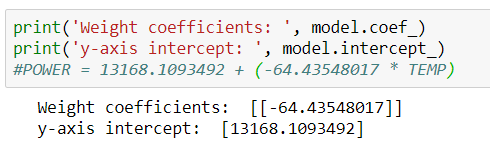 print('Weight coefficients: ', model.coef_)
print('y-axis intercept: ', model.intercept_)
#POWER = 13168.1093492 + (-64.43548017 * TEMP)
Weight coefficients:  [[-64.43548017]]
y-axis intercept:  [13168.1093492]